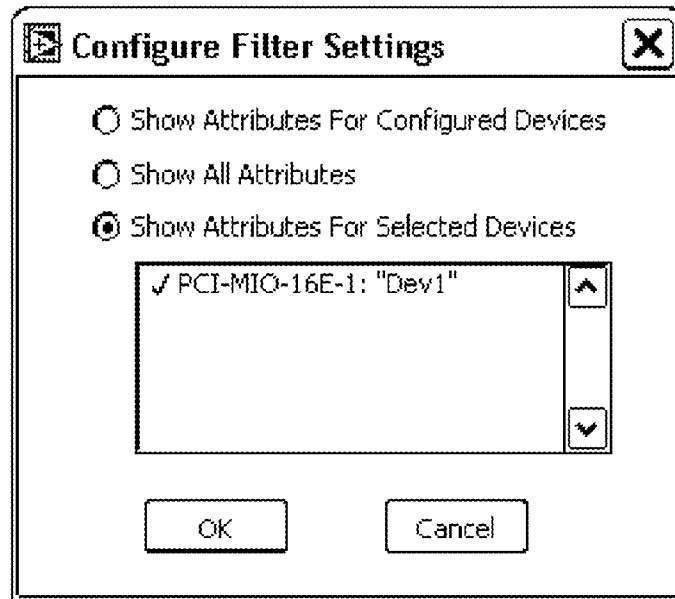 Configure Filter Settings
Show Attributes For Configured Devices
Show All Attributes
Show Attributes For Selected Devices
✓ PCI-MIO-16E-1: "Dev1"
OK
Cancel